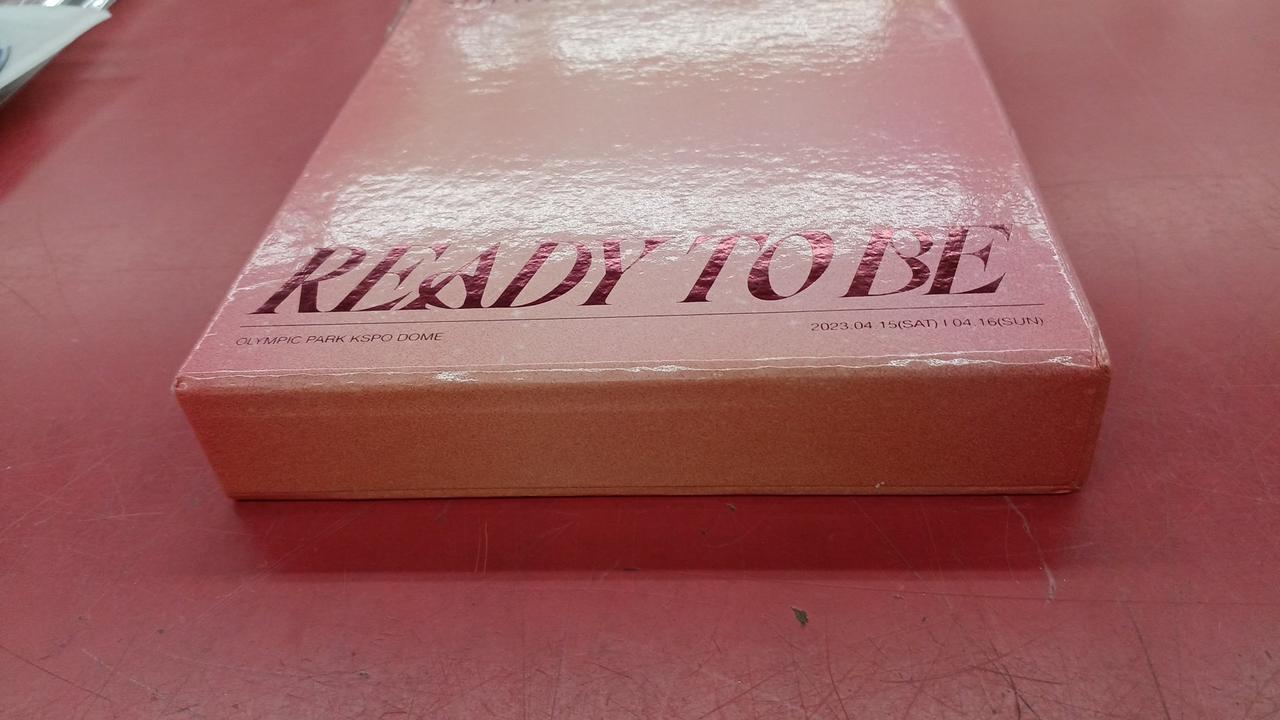 READY TO BE
OLYMPIC PARK KSPO DOME
2023.04.15(SAT) I 04.16(SUN)